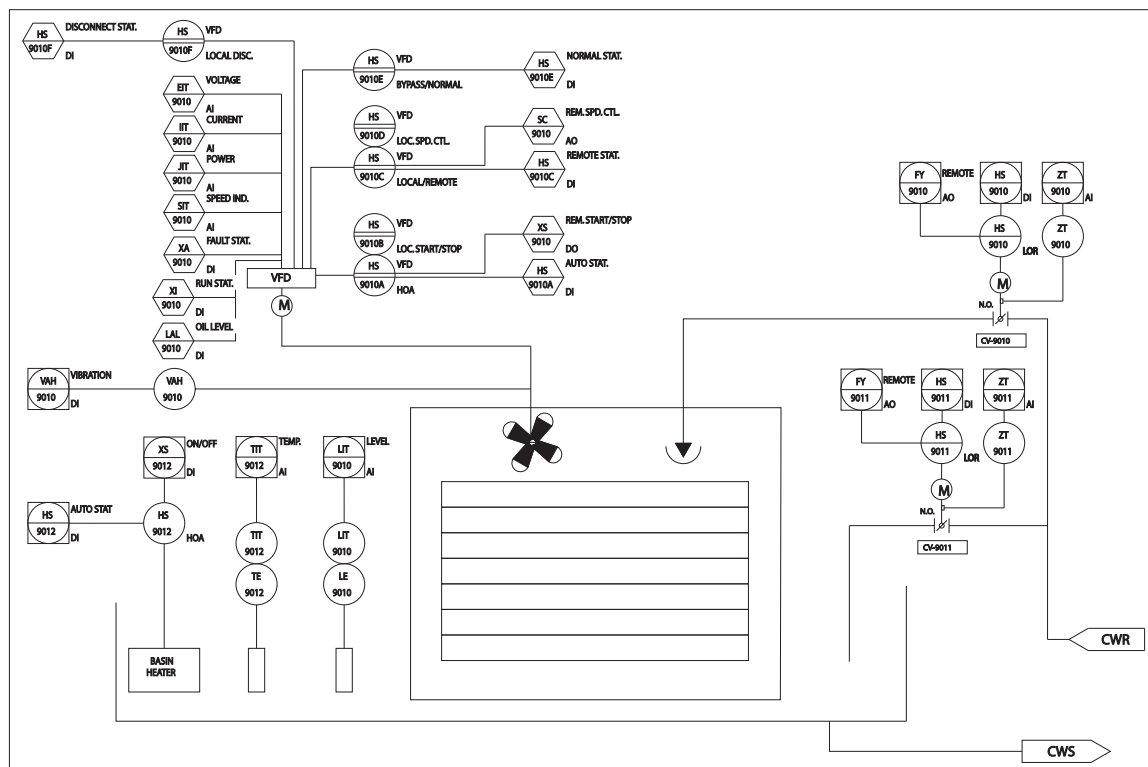 HS
9010F
DISCONNECT STAT.
DI
HS
9010F
VFD
LOCAL DISC.
EIT
9010
VOLTAGE
AI
IIT
9010
CURRENT
AI
JIT
9010
POWER
AI
SIT
9010
SPEED IND.
AI
XA
9010
FAULT STAT.
DI
XI
9010
RUN STAT.
DI
LAL
9010
OIL LEVEL
DI
VFD
M
HS
9010E
VFD
BYPASS/NORMAL
HS
9010E
NORMAL STAT.
DI
HS
9010D
VFD
LOC. SPD. CTL.
SC
9010
REM. SPD. CTL.
AO
HS
9010C
VFD
LOCAL/REMOTE
HS
9010C
REMOTE STAT.
DI
HS
9010B
VFD
LOC. START/STOP
XS
9010
REM. START/STOP
DO
HS
9010A
VFD
HOA
HS
9010A
AUTO STAT.
DI
VAH
9010
VIBRATION
DI
VAH
9010
XS
9012
ON/OFF
DI
HS
9012
AUTO STAT
DI
HS
9012
HOA
BASIN
HEATER
TIT
9012
TEMP.
AI
TIT
9012
TE
9012
LIT
9010
LEVEL
AI
LIT
9010
LE
9010
FY
9010
REMOTE
AO
HS
9010
DI
ZT
9010
AI
HS
9010
LOR
ZT
9010
M
N.O.
CV-9010
FY
9011
REMOTE
AO
HS
9011
DI
ZT
9011
AI
HS
9011
LOR
ZT
9011
M
N.O.
CV-9011
CWR
CWS